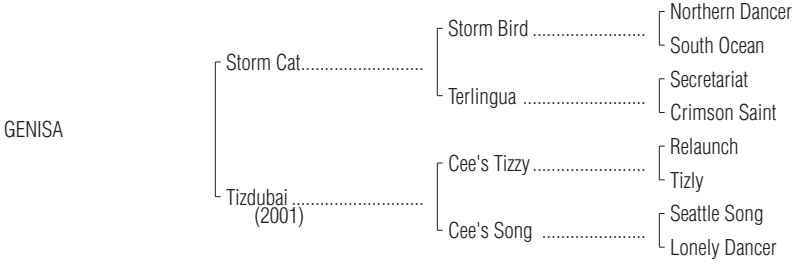 Northern Dancer
Storm Bird ......................
South Ocean
Storm Cat........................
Secretariat
Terlingua ........................
Crimson Saint
GENISA
Relaunch
Cee's Tizzy......................
Tizly
Tizdubai ..........................
(2001)
Seattle Song
Cee's Song ....................
Lonely Dancer